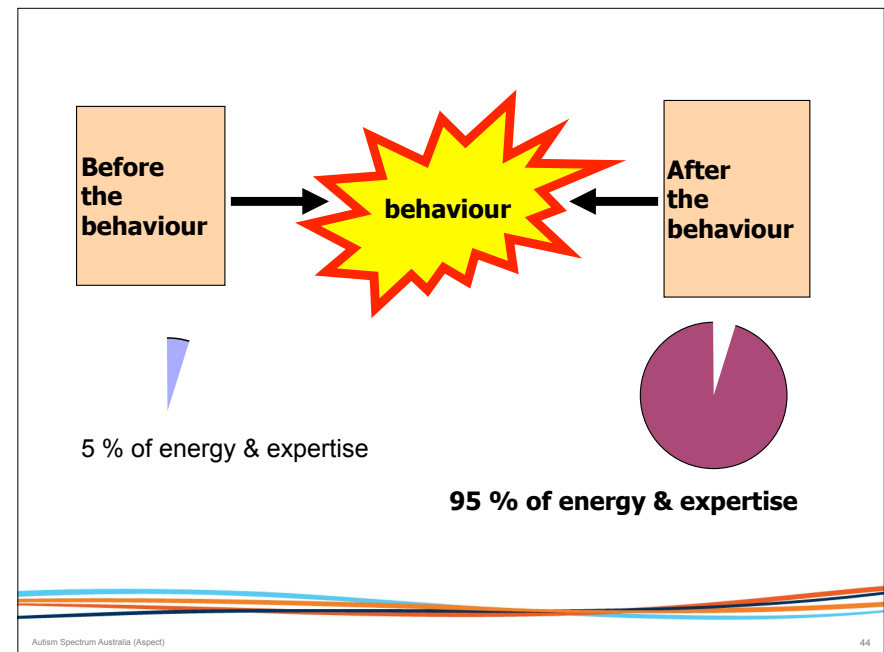 Before
the
behaviour
behaviour
After
the
behaviour
5 % of energy & expertise
95 % of energy & expertise
Autism Spectrum Australia (Aspect)
44